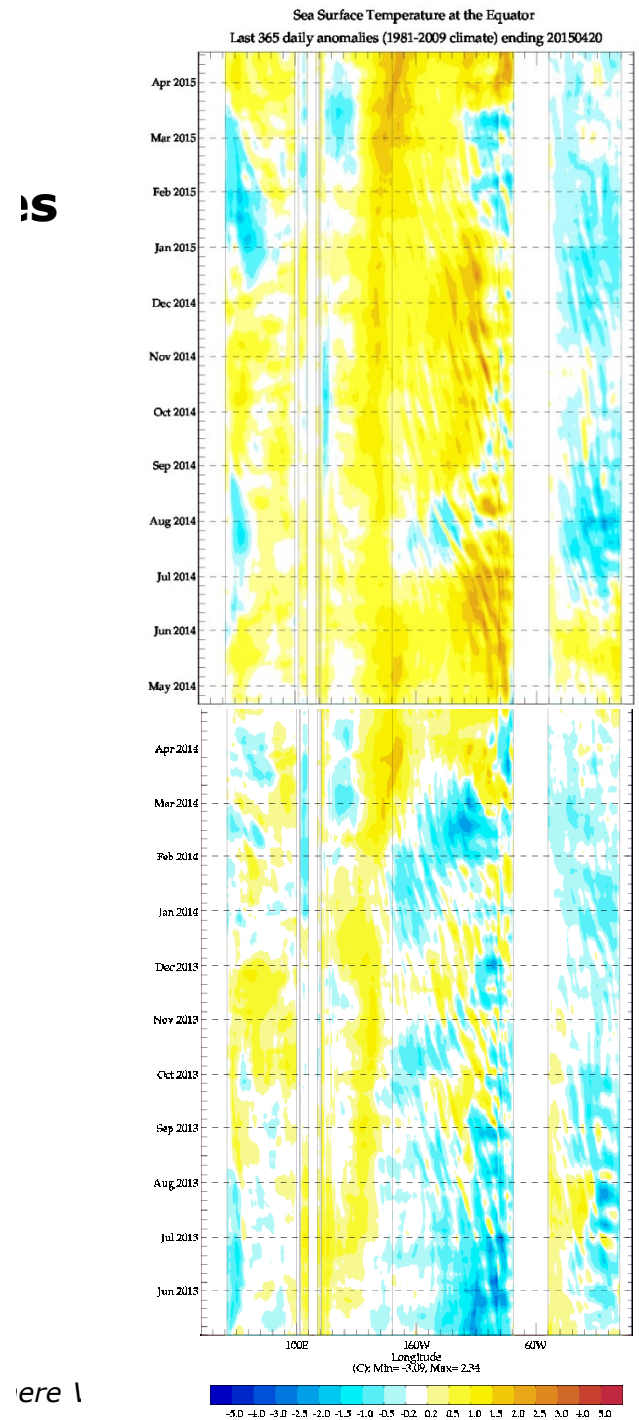 Sea Surface Temperature at the Equator
Last 365 daily anomalies (1981-2009 climate) ending 20150420
Apr 2015
Mar 2015
Feb 2015
Jan 2015
Dec 2014
Nov 2014
Oct 2014
Sep 2014
Aug 2014
Jul 2014
Jun 2014
May 2014
Apr 2014
Mar 2014
Feb 2014
Jan 2014
Dec 2013
Nov 2013
Oct 2013
Sep 2013
Aug 2013
Jul 2013
Jun 2013
100E 160W 60W
Longitude
(C): Min= -3.09, Max= 2.34
ere
-5.0 -4.0 -3.0 -2.5 -2.0 -1.5 -1.0 -0.5 -0.2 0.2 0.5 1.0 1.5 2.0 2.5 3.0 4.0 5.0